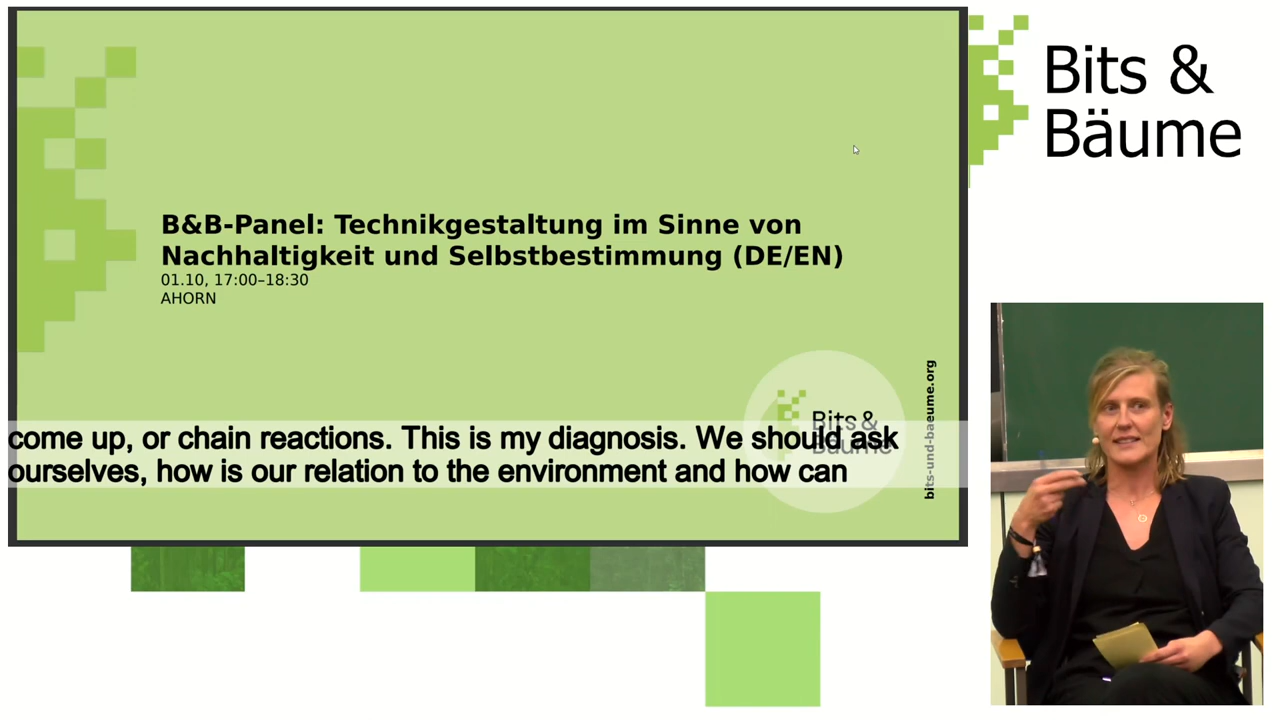 B&B-Panel: Technikgestaltung im Sinne von
Nachhaltigkeit und Selbstbestimmung (DE/EN)
01.10, 17:00–18:30
AHORN
Bits &
Bäume
bits-und-baeume.org
come up, or chain reactions. This is my diagnosis. We should ask
ourselves, how is our relation to the environment and how can
Bits &
Bäume